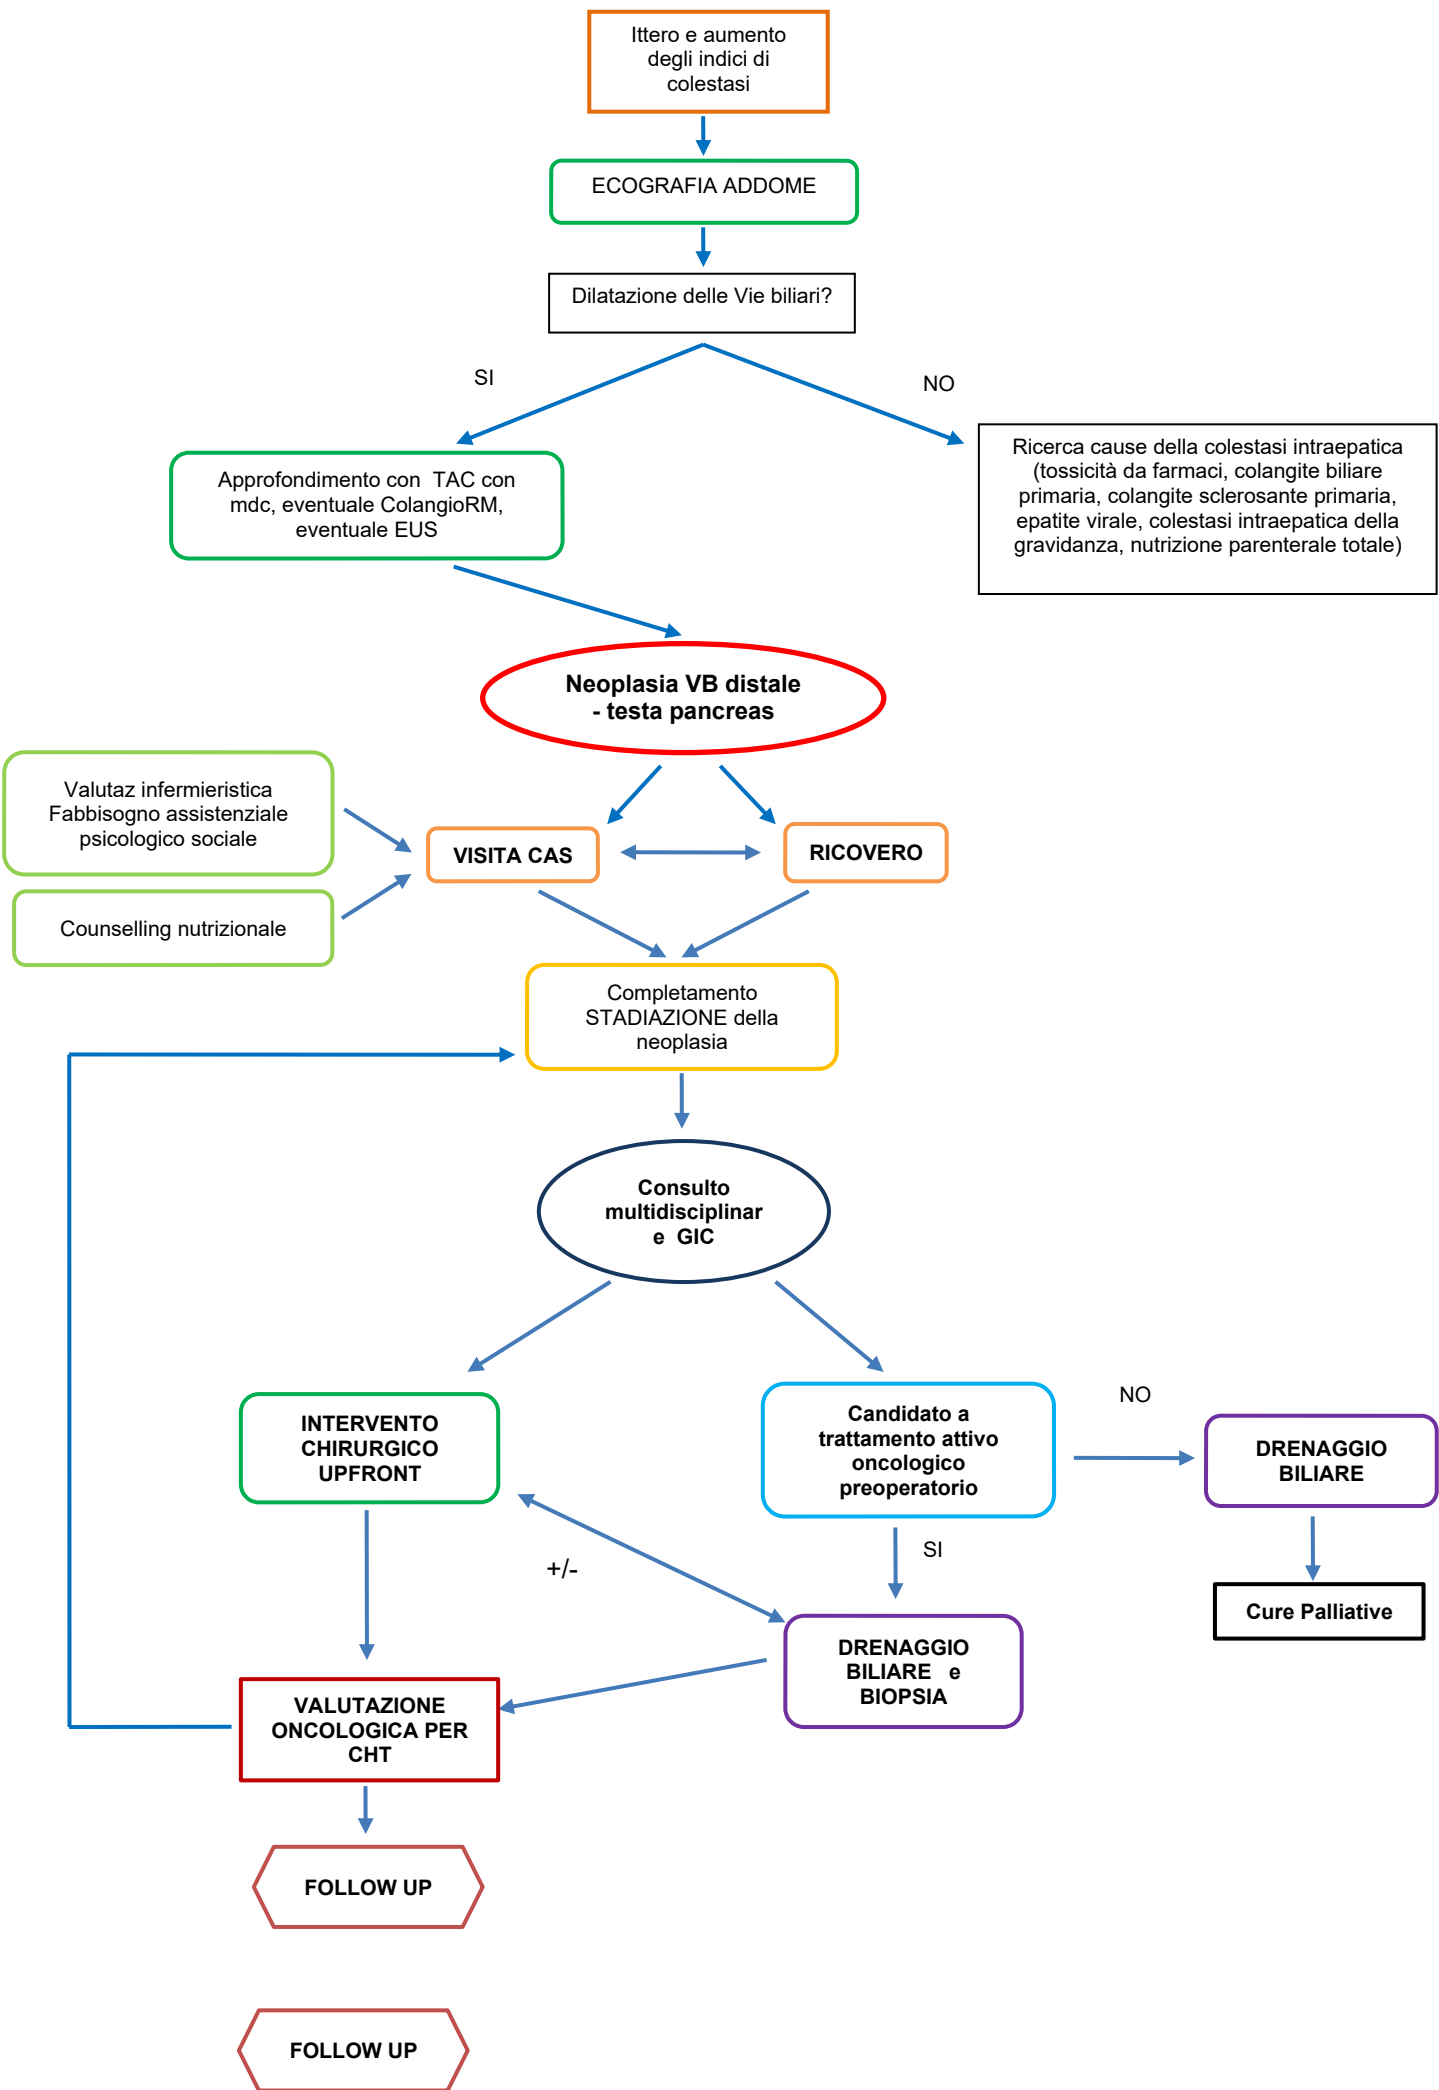 Ittero e aumento
degli indici di
colestasi
ECOGRAFIA ADDOME
Dilatazione delle Vie biliari?
SI
NO
Approfondimento con  TAC con
mdc, eventuale ColangioRM,
eventuale EUS
Ricerca cause della colestasi intraepatica
(tossicità da farmaci, colangite biliare
primaria, colangite sclerosante primaria,
epatite virale, colestasi intraepatica della
gravidanza, nutrizione parenterale totale)
Neoplasia VB distale
- testa pancreas
Valutaz infermieristica
Fabbisogno assistenziale
psicologico sociale
VISITA CAS
RICOVERO
Counselling nutrizionale
Completamento
STADIAZIONE della
neoplasia
Consulto
multidisciplinar
e  GIC
INTERVENTO
CHIRURGICO
UPFRONT
Candidato a
trattamento attivo
oncologico
preoperatorio
NO
DRENAGGIO
BILIARE
SI
+/-
Cure Palliative
DRENAGGIO
BILIARE   e
BIOPSIA
VALUTAZIONE
ONCOLOGICA PER
CHT
FOLLOW UP
FOLLOW UP